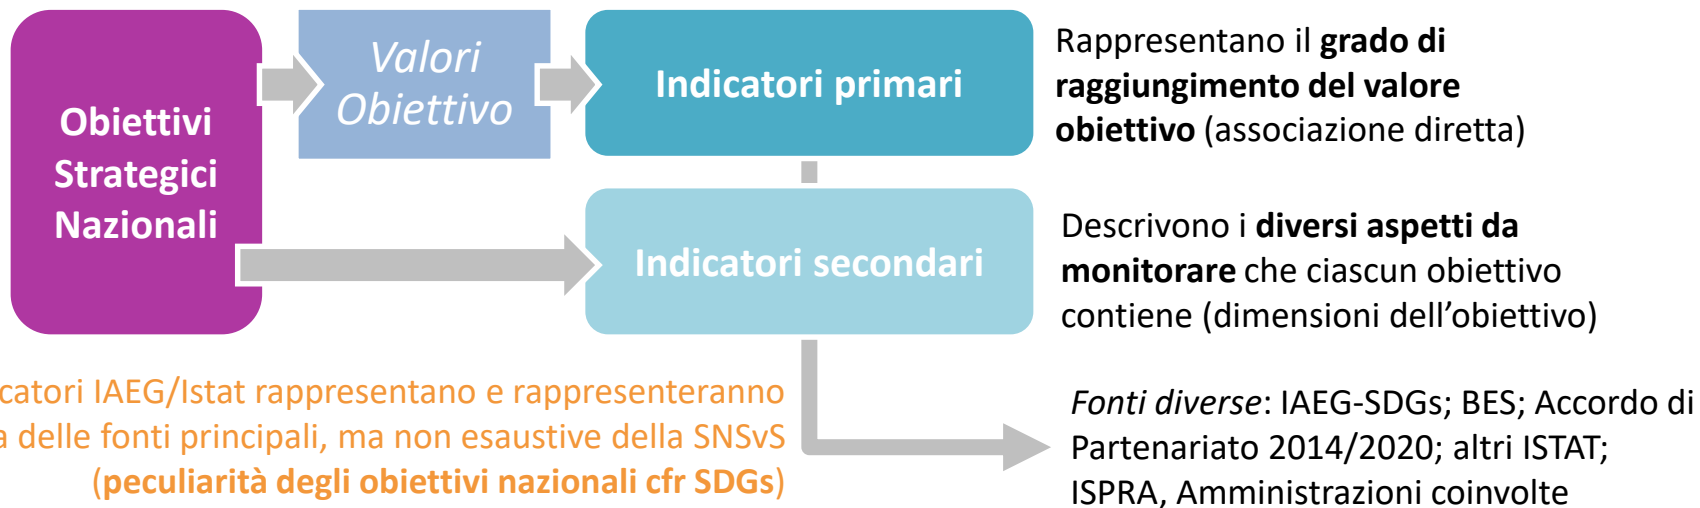 Obiettivi
Strategici
Nazionali
Valori
Obiettivo
Indicatori primari
Rappresentano il grado di
raggiungimento del valore
obiettivo (associazione diretta)
Indicatori secondari
Descrivono i diversi aspetti da
monitorare che ciascun obiettivo
contiene (dimensioni dell'obiettivo)
IAEG/Istat rappresentano e rappresenteranno
delle fonti principali, ma non esaustive della SNSvS
(peculiarità degli obiettivi nazionali cfr SDGs)
Fonti diverse: IAEG-SDGs; BES; Accordo di
Partenariato 2014/2020; altri ISTAT;
ISPRA, Amministrazioni coinvolte